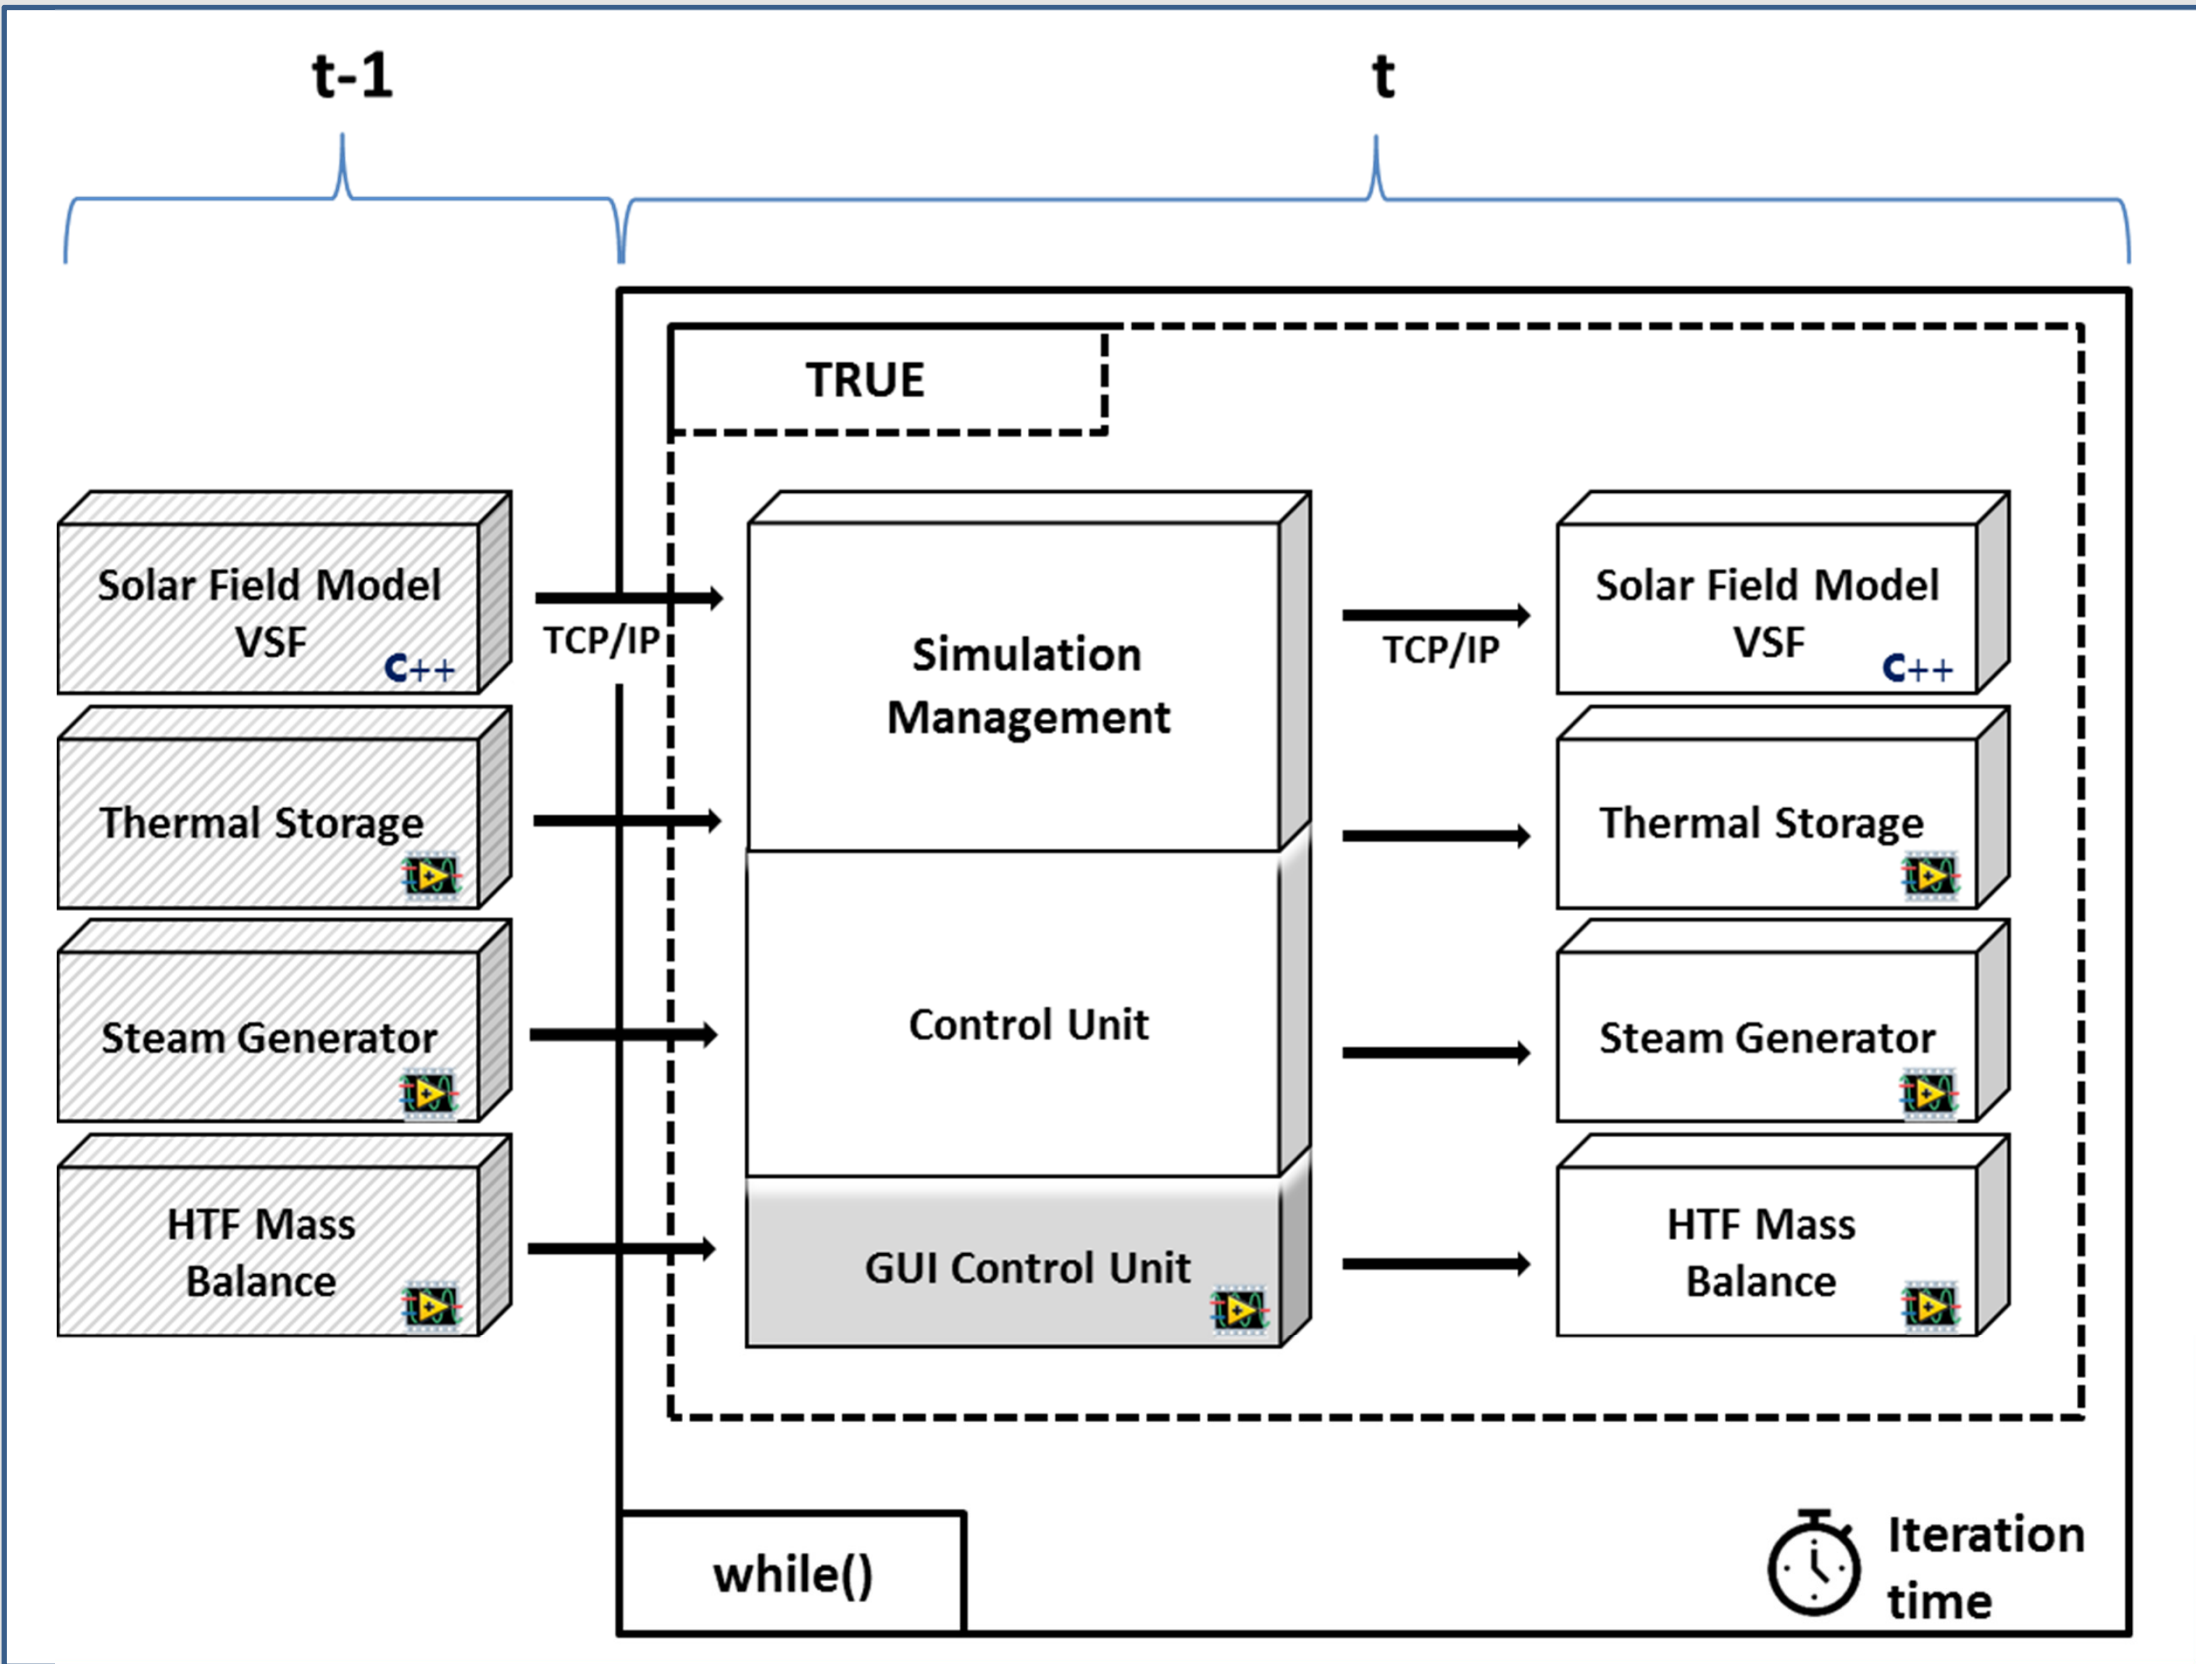 t-1
t
TRUE
Solar Field Model
VSF
C++
TCP/IP
Thermal Storage
Steam Generator
HTF Mass
Balance
Simulation
Management
Control Unit
GUI Control Unit
TCP/IP
Solar Field Model
VSF
C++
Thermal Storage
Steam Generator
HTF Mass
Balance
while()
Iteration
time